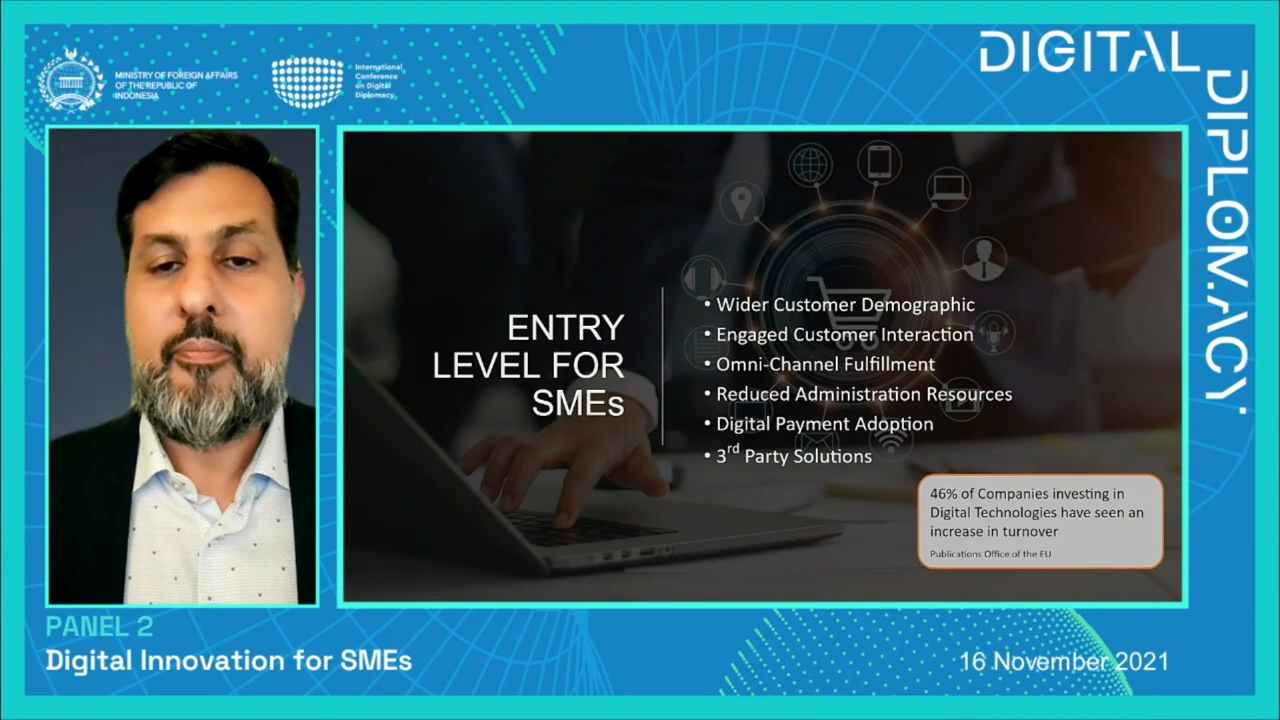 MINISTRY OF FOREIGN AFFAIRS
OF THE REPUBLIC OF
INDONESIA
International
Conference
on Digital
Diplomacy
DIGITAL
DIPLOMACY.
ENTRY
LEVEL FOR
SMEs
• Wider Customer Demographic
• Engaged Customer Interaction
• Omni-Channel Fulfillment
• Reduced Administration Resources
• Digital Payment Adoption
• 3rd Party Solutions
46% of Companies investing in
Digital Technologies have seen an
increase in turnover
Publications Office of the EU
PANEL 2
Digital Innovation for SMEs
16 November 2021